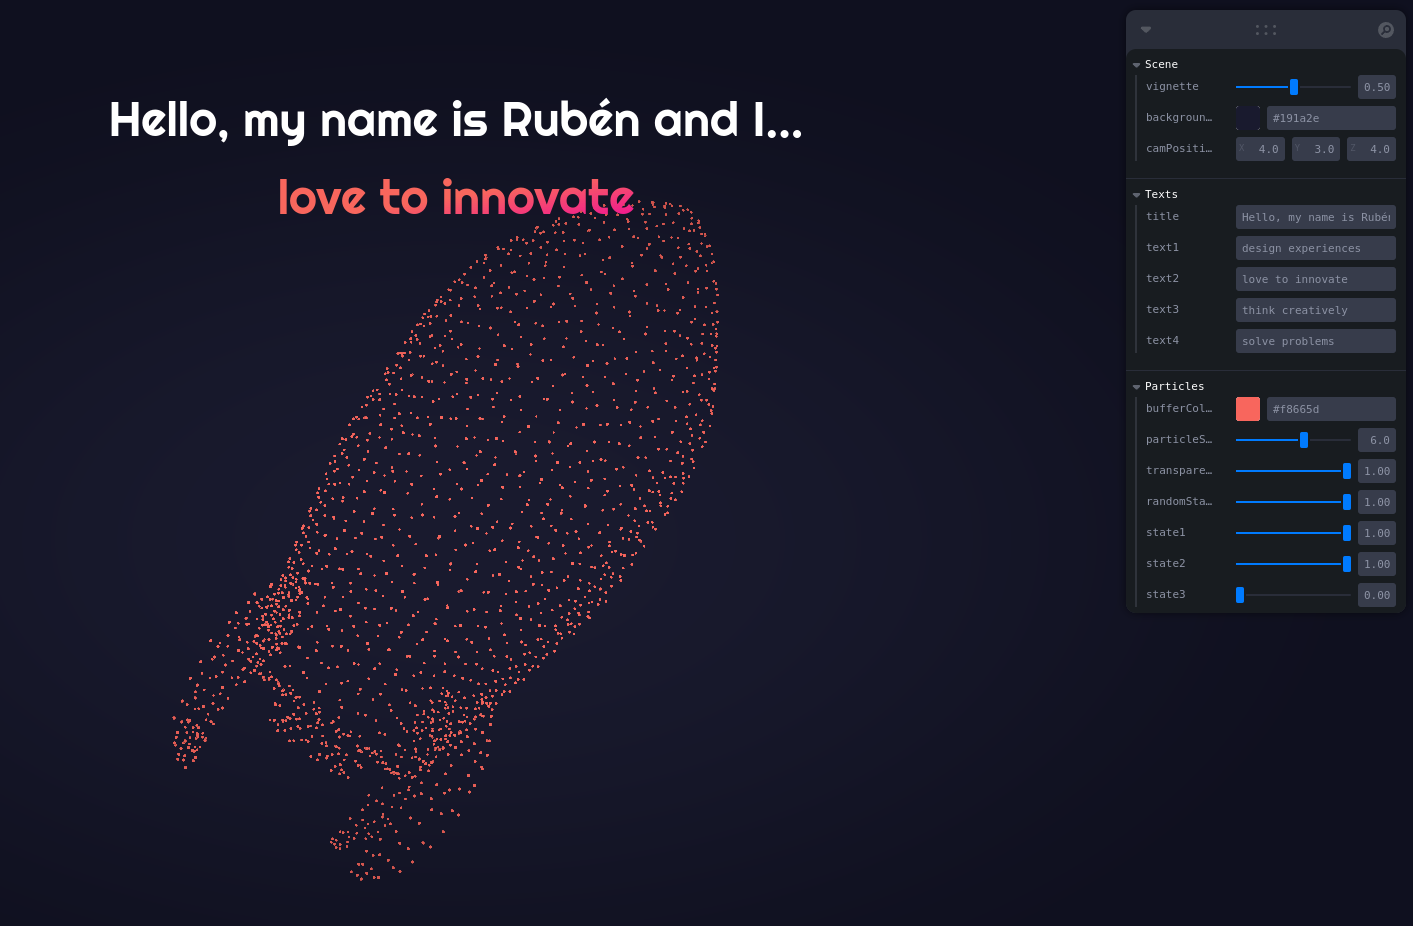 Hello, my name is Rubén and I...
love to innovate
Scene
vignette 0.50
backgroun... #191a2e
camPositi... X 4.0 Y 3.0 Z 4.0
Texts
title Hello, my name is Rubén
text1 design experiences
text2 love to innovate
text3 think creatively
text4 solve problems
Particles
bufferCol... #f8665d
particleS... 6.0
transpare... 1.00
randomSta... 1.00
state1 1.00
state2 1.00
state3 0.00